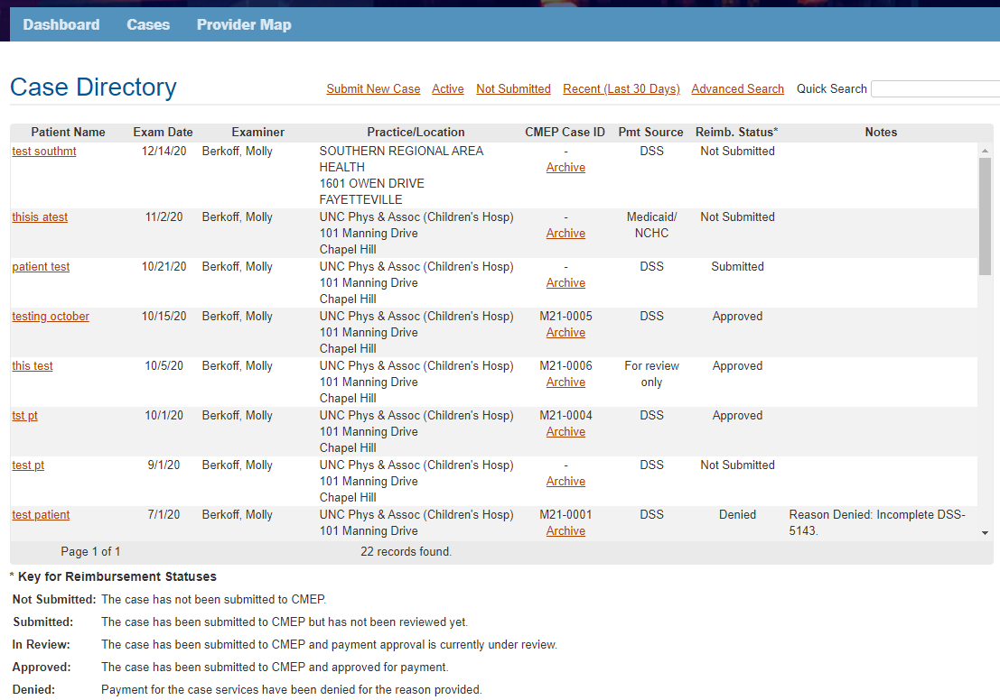 Dashboard Cases Provider Map
Case Directory Submit New Case Active Not Submitted Recent (Last 30 Days) Advanced Search Quick Search
Patient Name Exam Date Examiner Practice/Location CMEP Case ID Pmt Source Reimb. Status* Notes
test southmt 12/14/20 Berkoff, Molly SOUTHERN REGIONAL AREA - DSS Not Submitted
HEALTH Archive
1601 OWEN DRIVE
FAYETTEVILLE
thisis atest 11/2/20 Berkoff, Molly UNC Phys & Assoc (Children's Hosp) - Medicaid/ Not Submitted
101 Manning Drive Archive NCHC
Chapel Hill
patient test 10/21/20 Berkoff, Molly UNC Phys & Assoc (Children's Hosp) - DSS Submitted
101 Manning Drive Archive
Chapel Hill
testing october 10/15/20 Berkoff, Molly UNC Phys & Assoc (Children's Hosp) M21-0005 DSS Approved
101 Manning Drive Archive
Chapel Hill
this test 10/5/20 Berkoff, Molly UNC Phys & Assoc (Children's Hosp) M21-0006 For review Approved
101 Manning Drive Archive only
Chapel Hill
tst pt 10/1/20 Berkoff, Molly UNC Phys & Assoc (Children's Hosp) M21-0004 DSS Approved
101 Manning Drive Archive
Chapel Hill
test pt 9/1/20 Berkoff, Molly UNC Phys & Assoc (Children's Hosp) - DSS Not Submitted
101 Manning Drive Archive
Chapel Hill
test patient 7/1/20 Berkoff, Molly UNC Phys & Assoc (Children's Hosp) M21-0001 DSS Denied Reason Denied: Incomplete DSS-
101 Manning Drive Archive 5143.
Page 1 of 1 22 records found.
* Key for Reimbursement Statuses
Not Submitted: The case has not been submitted to CMEP.
Submitted: The case has been submitted to CMEP but has not been reviewed yet.
In Review: The case has been submitted to CMEP and payment approval is currently under review.
Approved: The case has been submitted to CMEP and approved for payment.
Denied: Payment for the case services have been denied for the reason provided.